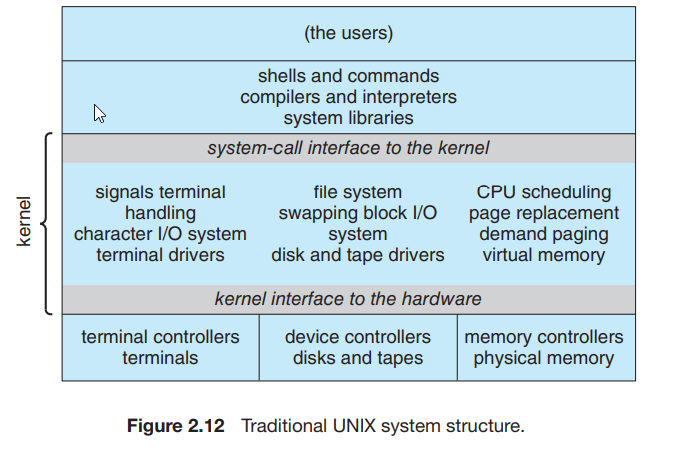 (the users)
shells and commands
compilers and interpreters
system libraries
kernel
system-call interface to the kernel
signals terminal
handling
character I/O system
terminal drivers
file system
swapping block I/O
system
disk and tape drivers
CPU scheduling
page replacement
demand paging
virtual memory
kernel interface to the hardware
terminal controllers
terminals
device controllers
disks and tapes
memory controllers
physical memory
Figure 2.12 Traditional UNIX system structure.